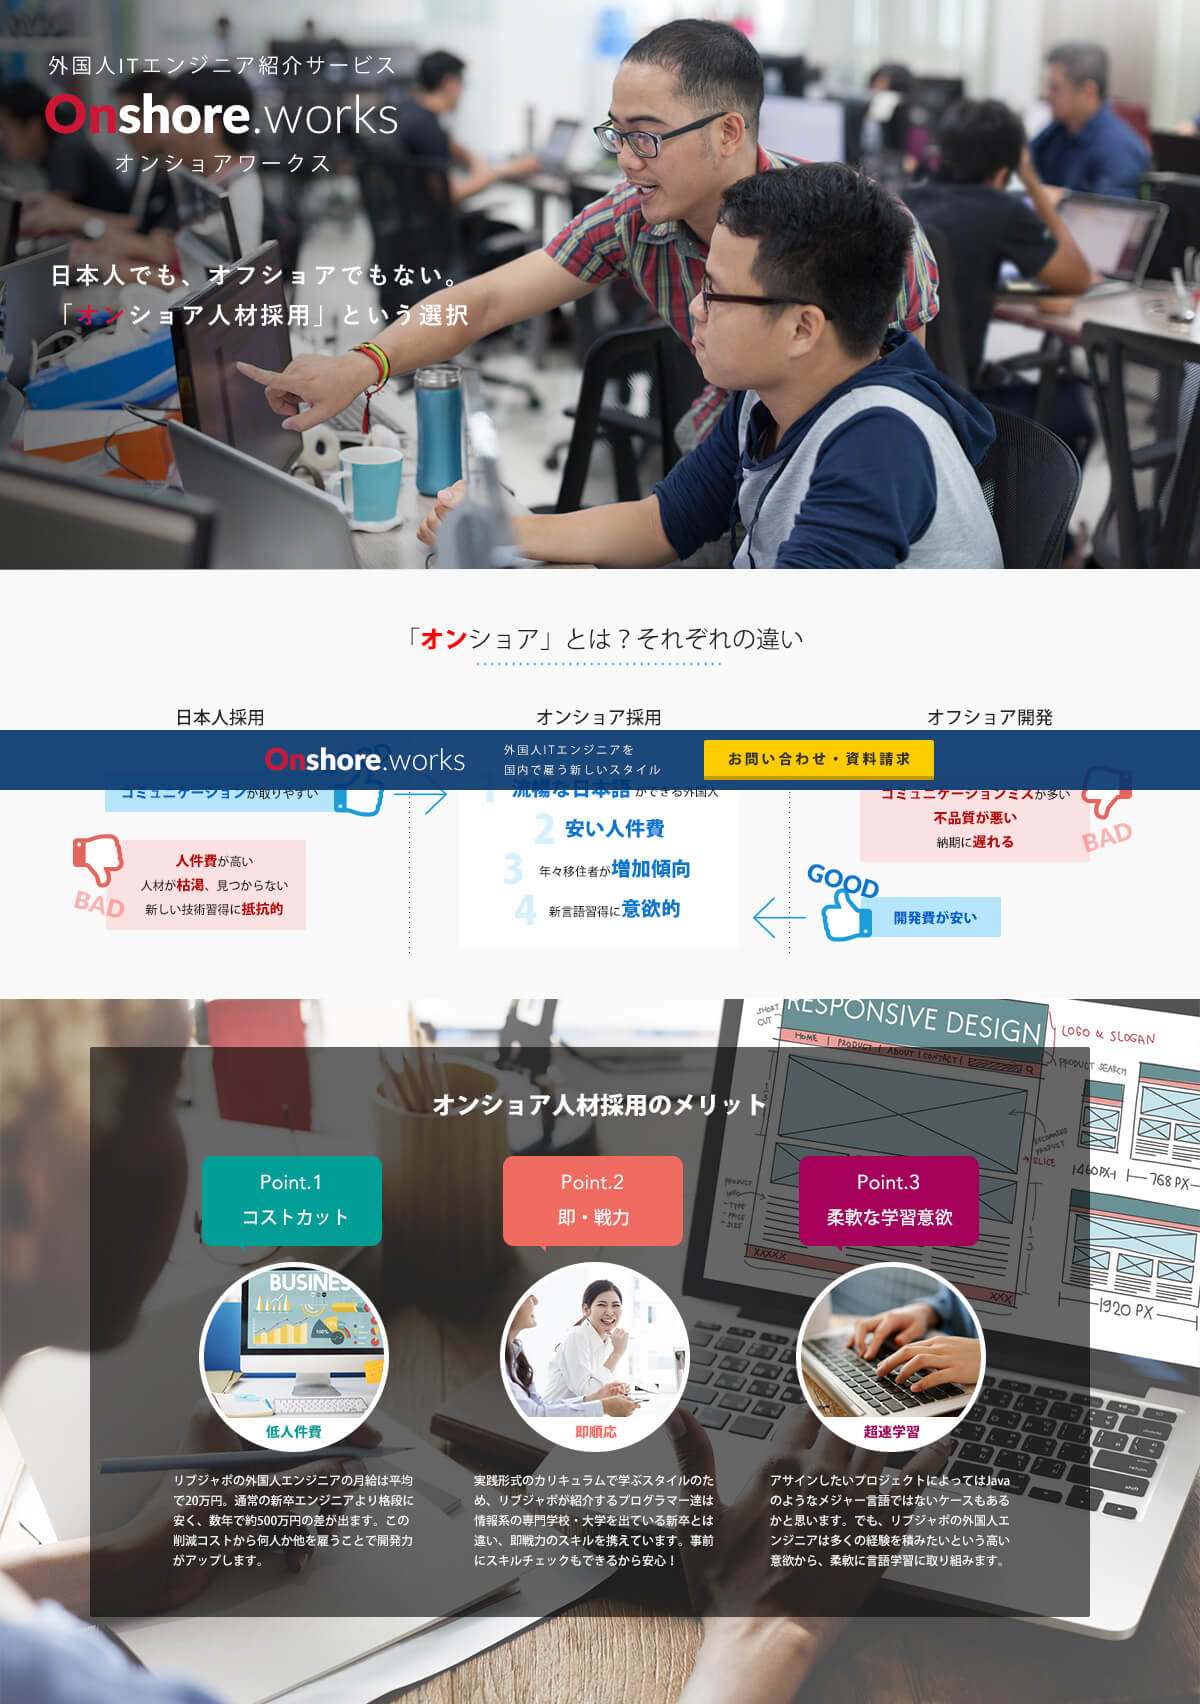 外国人ITエンジニア紹介サービス
Onshore.works
オンショアワークス
日本人でも、オフショアでもない。
「オンショア人材採用」という選択
「オンショア」とは？それぞれの違い
日本人採用
オンショア採用
オフショア開発
Onshore.works
外国人ITエンジニアを
国内で雇う新しいスタイル
お問い合わせ・資料請求
コミュニケーションが取りやすい
人件費が高い
人材が枯渇、見つからない
新しい技術習得に抵抗的
BAD
1 流暢な日本語ができる外国人
2 安い人件費
3 年々移住者が増加傾向
4 新言語習得に意欲的
コミュニケーションミスが多い
不品質が悪い
納期に遅れる
BAD
GOOD
開発費が安い
RESPONSIVE DESIGN
SHORT CUT
LOGO & SLOGAN
HOME | PRODUCT | ABOUT | CONTACT |
PRODUCT SEARCH
RECOMMEND PRODUCT
SLICE
1460PX
768 PX
PRODUCT
INFO
- TYPE
- PRICE
- SIZE
XXXXX
XXX
1920 PX
オンショア人材採用のメリット
Point.1
コストカット
BUSINES
低人件費
リブジャポの外国人エンジニアの月給は平均
で20万円。通常の新卒エンジニアより格段に
安く、数年で約500万円の差が出ます。この
削減コストから何人か他を雇うことで開発力
がアップします。
Point.2
即・戦力
即順応
実践形式のカリキュラムで学ぶスタイルのた
め、リブジャポが紹介するプログラマー達は
情報系の専門学校・大学を出ている新卒とは
違い、即戦力のスキルを携えています。事前
にスキルチェックもできるから安心！
Point.3
柔軟な学習意欲
超速学習
アサインしたいプロジェクトによってはJava
のようなメジャー言語ではないケースもある
かと思います。でも、リブジャポの外国人エ
ンジニアは多くの経験を積みたいという高い
意欲から、柔軟に言語学習に取り組みます。